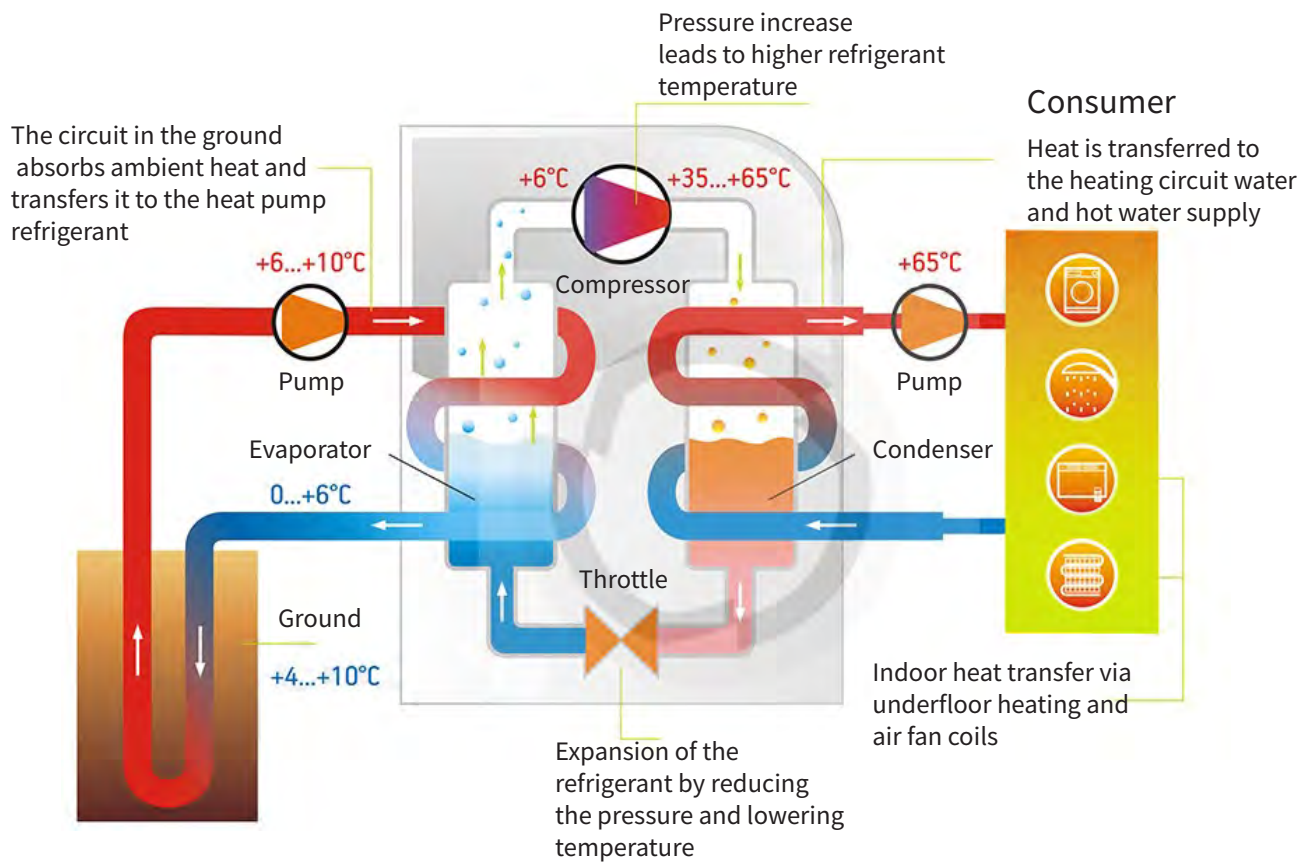 Pressure increase
leads to higher refrigerant
temperature
Consumer
The circuit in the ground
absorbs ambient heat and
transfers it to the heat pump
refrigerant
Heat is transferred to
the heating circuit water
and hot water supply
+6°C
+35...+65°C
+6...+10°C
+65°C
Compressor
Pump
Pump
Evaporator
Condenser
0...+6°C
Throttle
Ground
+4...+10°C
Indoor heat transfer via
underfloor heating and
air fan coils
Expansion of the
refrigerant by reducing
the pressure and lowering
temperature